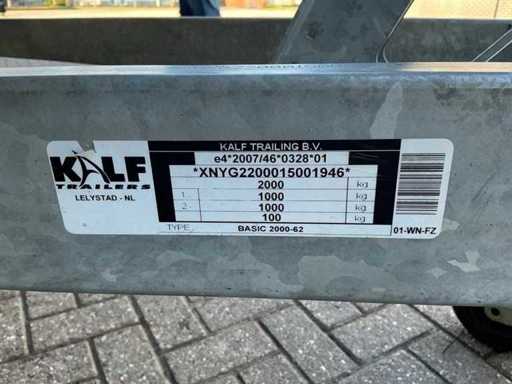 KALF
TRAILERS
LELYSTAD - NL
KALF TRAILING B.V.
e4*2007/46*0328*01
*XNYG2200015001946*
2000 kg
1 1000 kg
2 1000 kg
100 kg
TYPE BASIC 2000-62
01-WN-FZ